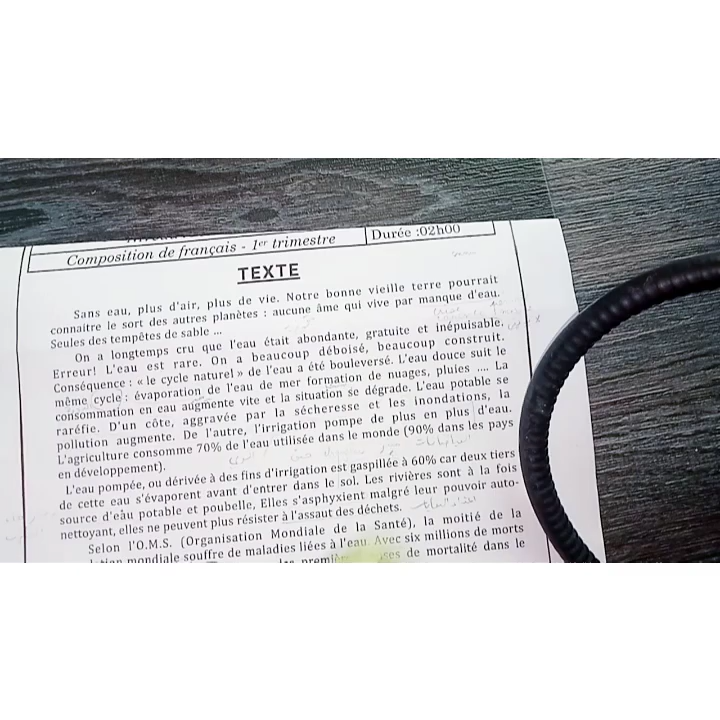 Composition de français - 1er trimestre
Durée :02h00
TEXTE
Sans eau, plus d'air, plus de vie. Notre bonne vieille terre pourrait
connaitre le sort des autres planètes : aucune âme qui vive par manque d'eau.
Seules des tempêtes de sable ...
On a longtemps cru que l'eau était abondante, gratuite et inépuisable.
Erreur! L'eau est rare. On a beaucoup déboisé, beaucoup construit.
Conséquence : « le cycle naturel » de l'eau a été bouleversé. L'eau douce suit le
même cycle : évaporation de l'eau de mer formation de nuages, pluies .... La
consommation en eau augmente vite et la situation se dégrade. L'eau potable se
raréfie. D'un côte, aggravée par la sécheresse et les inondations, la
pollution augmente. De l'autre, l'irrigation pompe de plus en plus d'eau.
L'agriculture consomme 70% de l'eau utilisée dans le monde (90% dans les pays
en développement).
L'eau pompée, ou dérivée à des fins d'irrigation est gaspillée à 60% car deux tiers
de cette eau s'évaporent avant d'entrer dans le sol. Les rivières sont à la fois
source d'eau potable et poubelle, Elles s'asphyxient malgré leur pouvoir auto-
nettoyant, elles ne peuvent plus résister à l'assaut des déchets.
Selon l'O.M.S. (Organisation Mondiale de la Santé), la moitié de la
mondiale souffre de maladies liées à l'eau. Avec six millions de morts
de mortalité dans le